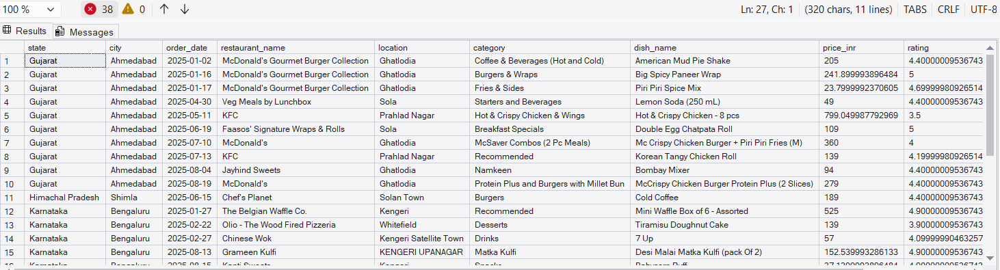 100 % 38 0 Ln: 27, Ch: 1 (320 chars, 11 lines) TABS CRLF UTF-8
Results Messages
state city order_date restaurant_name location category dish_name price_inr rating
1 Gujarat Ahmedabad 2025-01-02 McDonald's Gourmet Burger Collection Ghatlodia Coffee & Beverages (Hot and Cold) American Mud Pie Shake 205 4.40000009536743
2 Gujarat Ahmedabad 2025-01-16 McDonald's Gourmet Burger Collection Ghatlodia Burgers & Wraps Big Spicy Paneer Wrap 241.899993896484 5
3 Gujarat Ahmedabad 2025-01-17 McDonald's Gourmet Burger Collection Ghatlodia Fries & Sides Piri Piri Spice Mix 23.7999992370605 4.69999980926514
4 Gujarat Ahmedabad 2025-04-30 Veg Meals by Lunchbox Sola Starters and Beverages Lemon Soda (250 mL) 49 4.40000009536743
5 Gujarat Ahmedabad 2025-05-11 KFC Prahlad Nagar Hot & Crispy Chicken & Wings Hot & Crispy Chicken - 8 pcs 799.049987792969 3.5
6 Gujarat Ahmedabad 2025-06-19 Faasos' Signature Wraps & Rolls Sola Breakfast Specials Double Egg Chatpata Roll 109 5
7 Gujarat Ahmedabad 2025-07-10 McDonald's Ghatlodia McSaver Combos (2 Pc Meals) Mc Crispy Chicken Burger + Piri Piri Fries (M) 360 4
8 Gujarat Ahmedabad 2025-07-13 KFC Prahlad Nagar Recommended Korean Tangy Chicken Roll 139 4.19999980926514
9 Gujarat Ahmedabad 2025-08-04 Jayhind Sweets Ghatlodia Namkeen Bombay Mixer 94 4.40000009536743
10 Gujarat Ahmedabad 2025-08-19 McDonald's Ghatlodia Protein Plus and Burgers with Millet Bun McCrispy Chicken Burger Protein Plus (2 Slices) 279 4.40000009536743
11 Himachal Pradesh Shimla 2025-06-15 Chef's Planet Solan Town Burgers Cold Coffee 189 4.40000009536743
12 Karnataka Bengaluru 2025-01-27 The Belgian Waffle Co. Kengeri Recommended Mini Waffle Box of 6 - Assorted 525 4.90000009536743
13 Karnataka Bengaluru 2025-02-22 Olio - The Wood Fired Pizzeria Whitefield Desserts Tiramisu Doughnut Cake 139 3.90000009536743
14 Karnataka Bengaluru 2025-02-27 Chinese Wok Kengeri Satellite Town Drinks 7 Up 57 4.09999990463257
15 Karnataka Bengaluru 2025-08-13 Grameen Kulfi KENGERI UPANAGAR Matka Kulfi Desi Malai Matka Kulfi (pack Of 2) 152.539993286133 4.90000009536743
Karnataka Bengaluru Kengeri